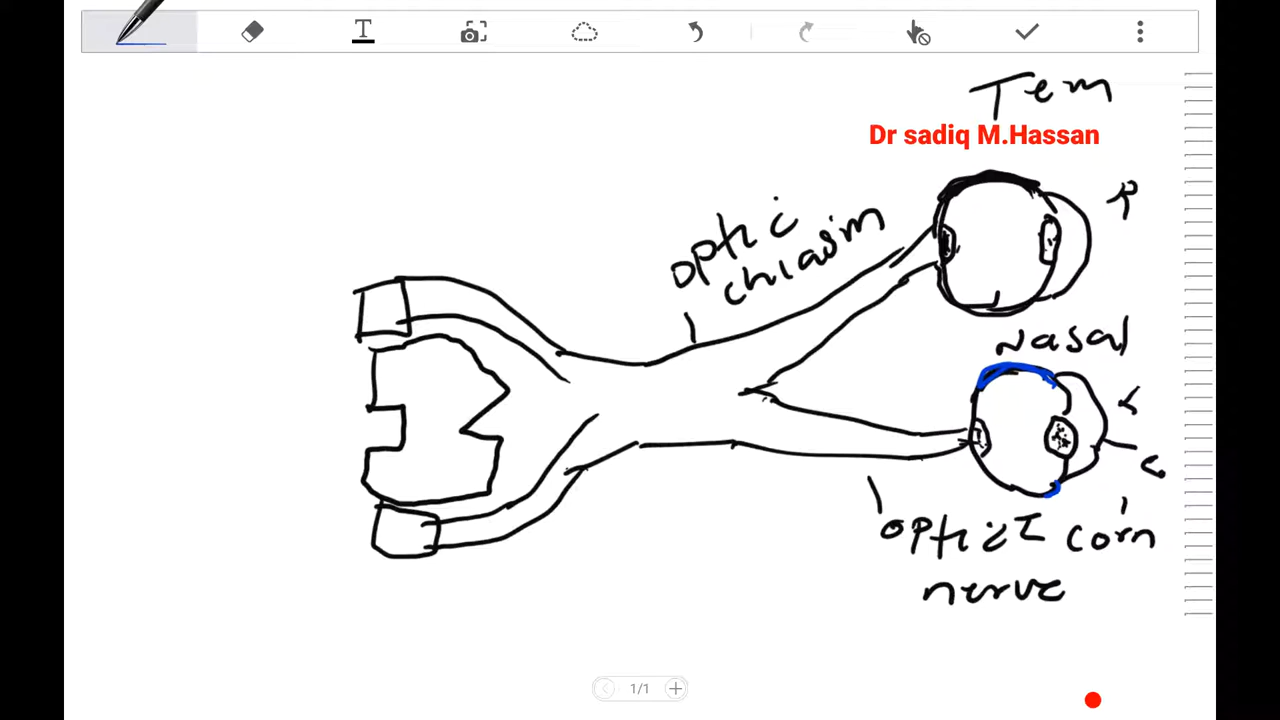 T
Tem
Dr sadiq M.Hassan
R
optic
chiasm
Nasal
L
C
optic T corn
nerve
1/1